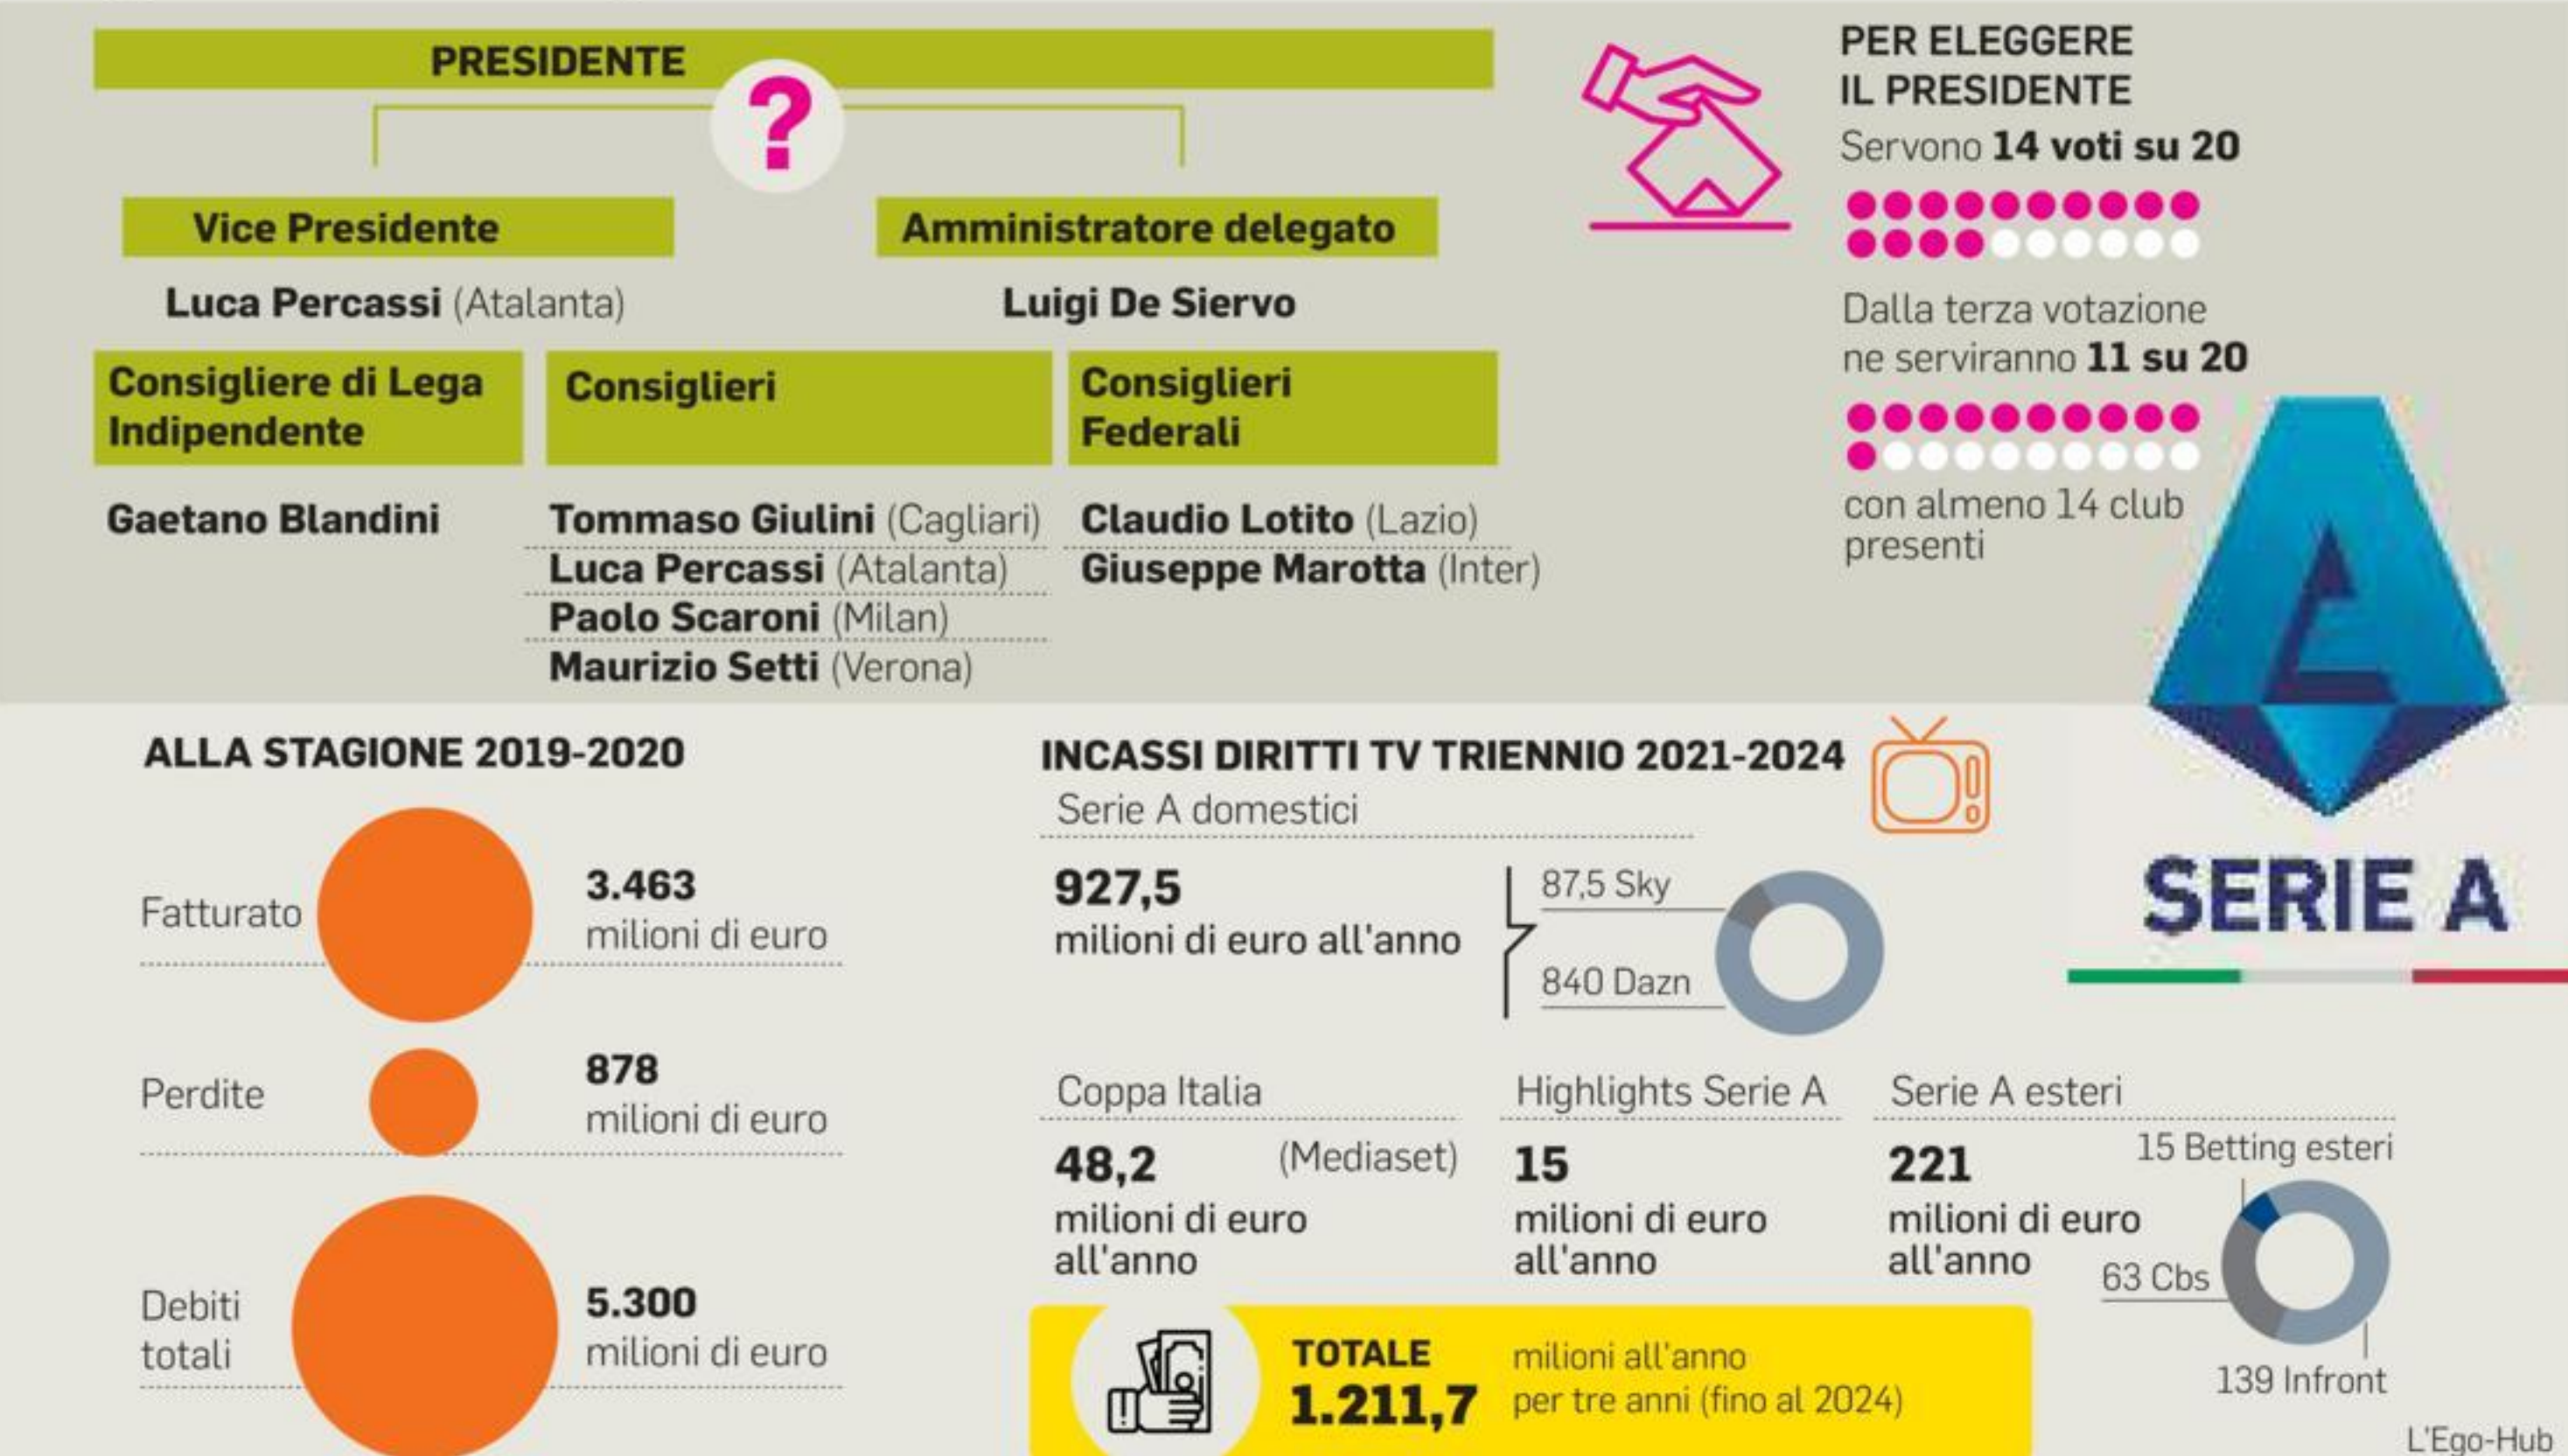 PRESIDENTE
?
Vice Presidente
Luca Percassi (Atalanta)
Amministratore delegato
Luigi De Siervo
Consigliere di Lega
Indipendente
Gaetano Blandini
Consiglieri
Tommaso Giulini (Cagliari)
Luca Percassi (Atalanta)
Paolo Scaroni (Milan)
Maurizio Setti (Verona)
Consiglieri
Federali
Claudio Lotito (Lazio)
Giuseppe Marotta (Inter)
PER ELEGGERE
IL PRESIDENTE
Servono 14 voti su 20
Dalla terza votazione
ne serviranno 11 su 20
con almeno 14 club
presenti
SERIE A
ALLA STAGIONE 2019-2020
Fatturato
3.463
milioni di euro
Perdite
878
milioni di euro
Debiti
totali
5.300
milioni di euro
INCASSI DIRITTI TV TRIENNIO 2021-2024
Serie A domestici
927,5
milioni di euro all'anno
87,5 Sky
840 Dazn
Coppa Italia
48,2 (Mediaset)
milioni di euro
all'anno
Highlights Serie A
15
milioni di euro
all'anno
Serie A esteri
221
milioni di euro
all'anno
15 Betting esteri
63 Cbs
139 Infront
TOTALE
1.211,7
milioni all'anno
per tre anni (fino al 2024)
L'Ego-Hub